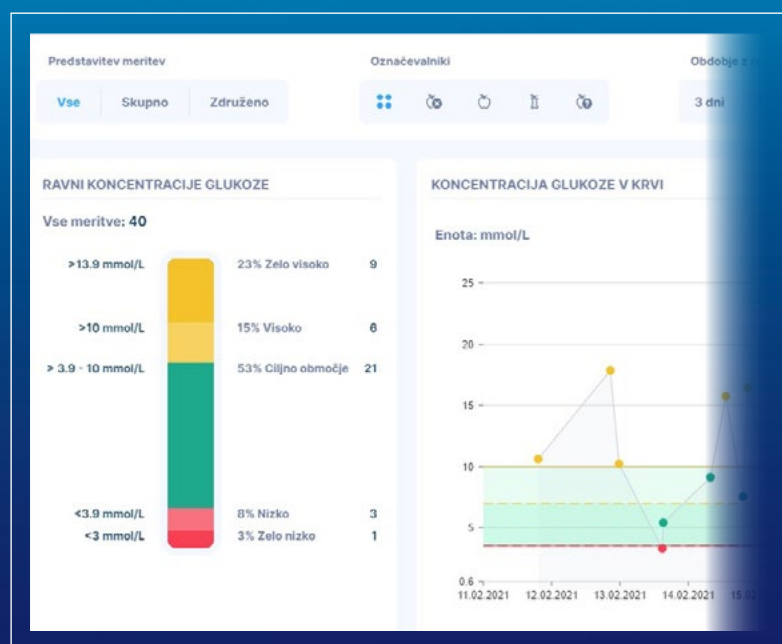 Predstavitev meritev
Označevalniki
Obdobje z
Vse Skupno Združeno
3 dni
RAVNI KONCENTRACIJE GLUKOZE
Vse meritve: 40
>13.9 mmol/L 23% Zelo visoko 9
>10 mmol/L 15% Visoko 6
> 3.9 - 10 mmol/L 53% Ciljno območje 21
<3.9 mmol/L 8% Nizko 3
<3 mmol/L 3% Zelo nizko 1
KONCENTRACIJA GLUKOZE V KRVI
Enota: mmol/L
25
20
15
10
5
0.6
11.02.2021 12.02.2021 13.02.2021 14.02.2021